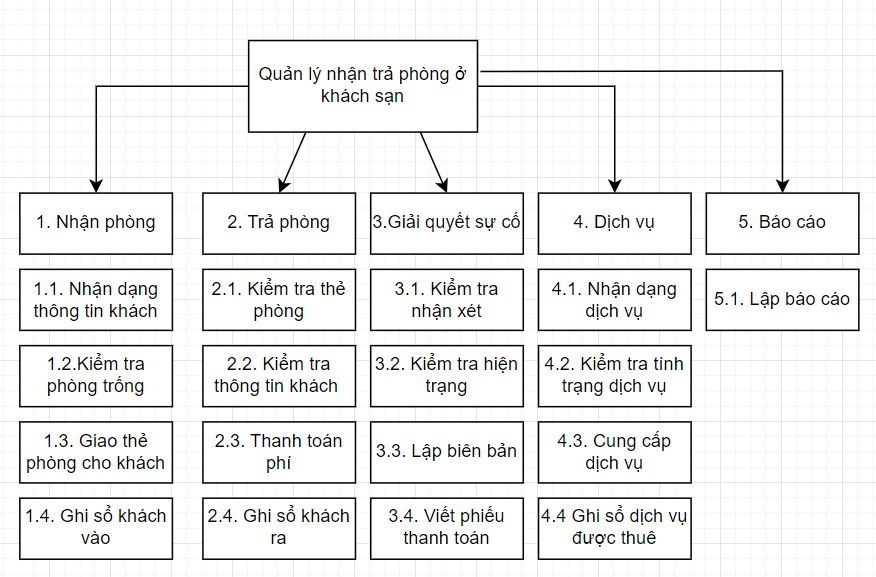 Quản lý nhận trả phòng ở
khách sạn
1. Nhận phòng
2. Trả phòng
3.Giải quyết sự cố
4. Dịch vụ
5. Báo cáo
1.1. Nhận dạng
thông tin khách
2.1. Kiểm tra thẻ
phòng
3.1. Kiểm tra
nhận xét
4.1. Nhận dạng
dịch vụ
5.1. Lập báo cáo
1.2.Kiểm tra
phòng trống
2.2. Kiểm tra
thông tin khách
3.2. Kiểm tra hiện
trạng
4.2. Kiểm tra tình
trạng dịch vụ
1.3. Giao thẻ
phòng cho khách
2.3. Thanh toán
phí
3.3. Lập biên bản
4.3. Cung cấp
dịch vụ
1.4. Ghi sổ khách
vào
2.4. Ghi sổ khách
ra
3.4. Viết phiếu
thanh toán
4.4 Ghi sổ dịch vụ
được thuê